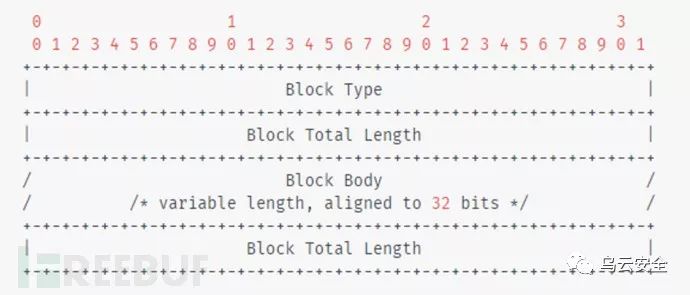 0                   1                   2                   3
0 1 2 3 4 5 6 7 8 9 0 1 2 3 4 5 6 7 8 9 0 1 2 3 4 5 6 7 8 9 0 1
+-+-+-+-+-+-+-+-+-+-+-+-+-+-+-+-+-+-+-+-+-+-+-+-+-+-+-+-+-+-+-+-+
|                          Block Type                           |
+-+-+-+-+-+-+-+-+-+-+-+-+-+-+-+-+-+-+-+-+-+-+-+-+-+-+-+-+-+-+-+-+
|                      Block Total Length                       |
+-+-+-+-+-+-+-+-+-+-+-+-+-+-+-+-+-+-+-+-+-+-+-+-+-+-+-+-+-+-+-+-+
/                          Block Body                           /
/          /* variable length, aligned to 32 bits */            /
+-+-+-+-+-+-+-+-+-+-+-+-+-+-+-+-+-+-+-+-+-+-+-+-+-+-+-+-+-+-+-+-+
|                      Block Total Length                       |
+-+-+-+-+-+-+-+-+-+-+-+-+-+-+-+-+-+-+-+-+-+-+-+-+-+-+-+-+-+-+-+-+
FREEBUF
乌云安全